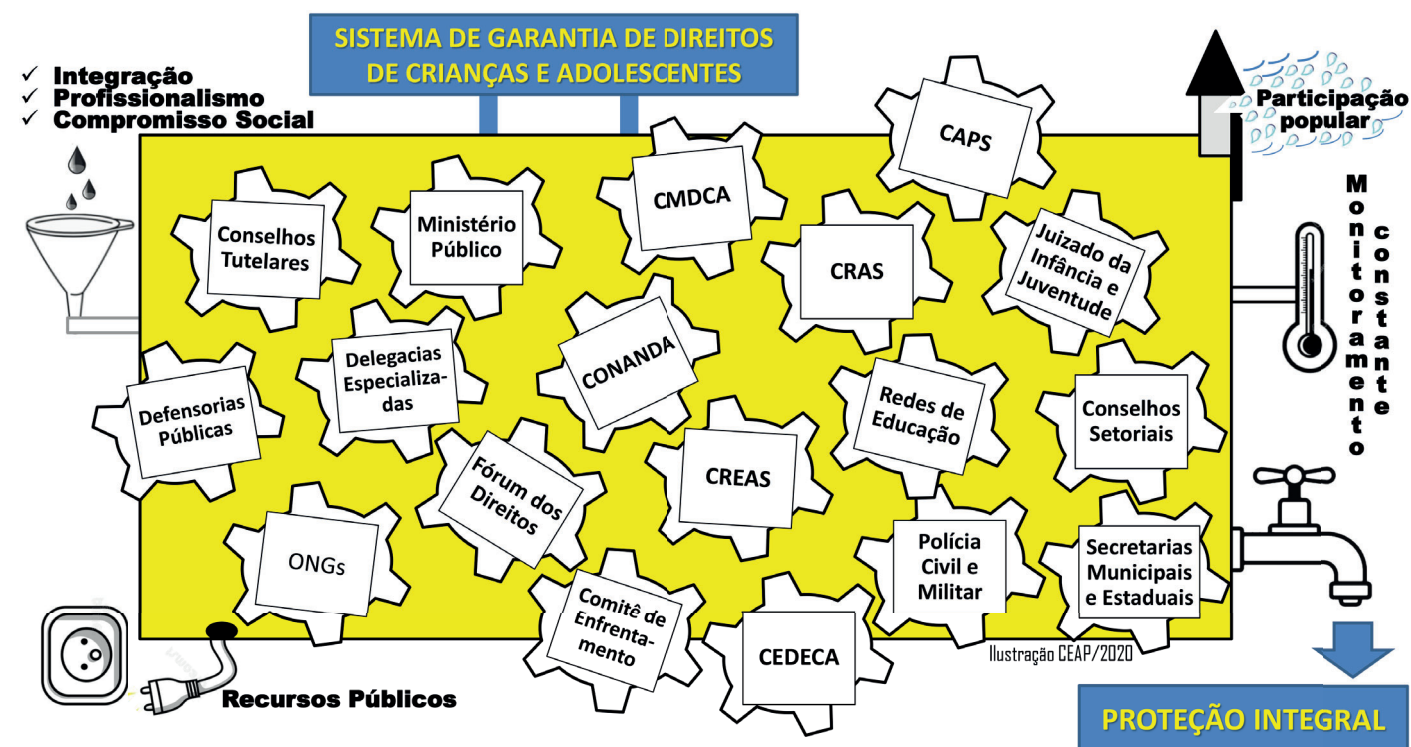 SISTEMA DE GARANTIA DE DIREITOS
DE CRIANÇAS E ADOLESCENTES
✓ Integração
✓ Profissionalismo
✓ Compromisso Social
Participação
popular
CAPS
CMDCA
Ministério
Público
Conselhos
Tutelares
CRAS
Juizado da
Infância e
Juventude
Monitoramento
constante
Delegacias
Especializa-
das
CONANDA
Defensorias
Públicas
Redes de
Educação
Conselhos
Setoriais
Fórum dos
Direitos
CREAS
ONGs
Polícia
Civil e
Militar
Secretarias
Municipais
e Estaduais
Comitê de
Enfrenta-
mento
CEDECA
Ilustração CEAP/2020
Recursos Públicos
PROTEÇÃO INTEGRAL